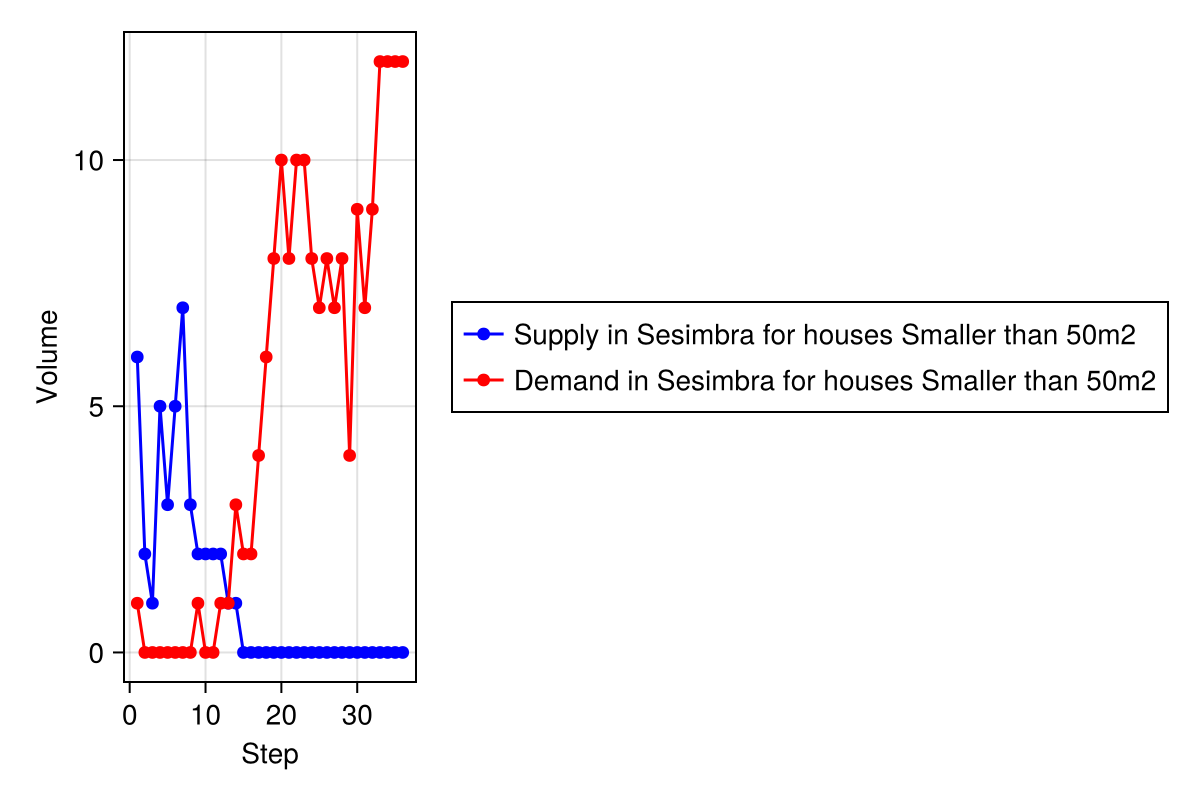 Volume
10
5
0
0 10 20 30
Step
Supply in Sesimbra for houses Smaller than 50m2
Demand in Sesimbra for houses Smaller than 50m2